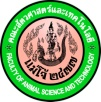 คณะสัตวศาสตร์และเทคโนโลยี
แม่โจ้ ๒๔๗๗
FACULTY OF ANIMAL SCIENCE AND TECHNOLOGY